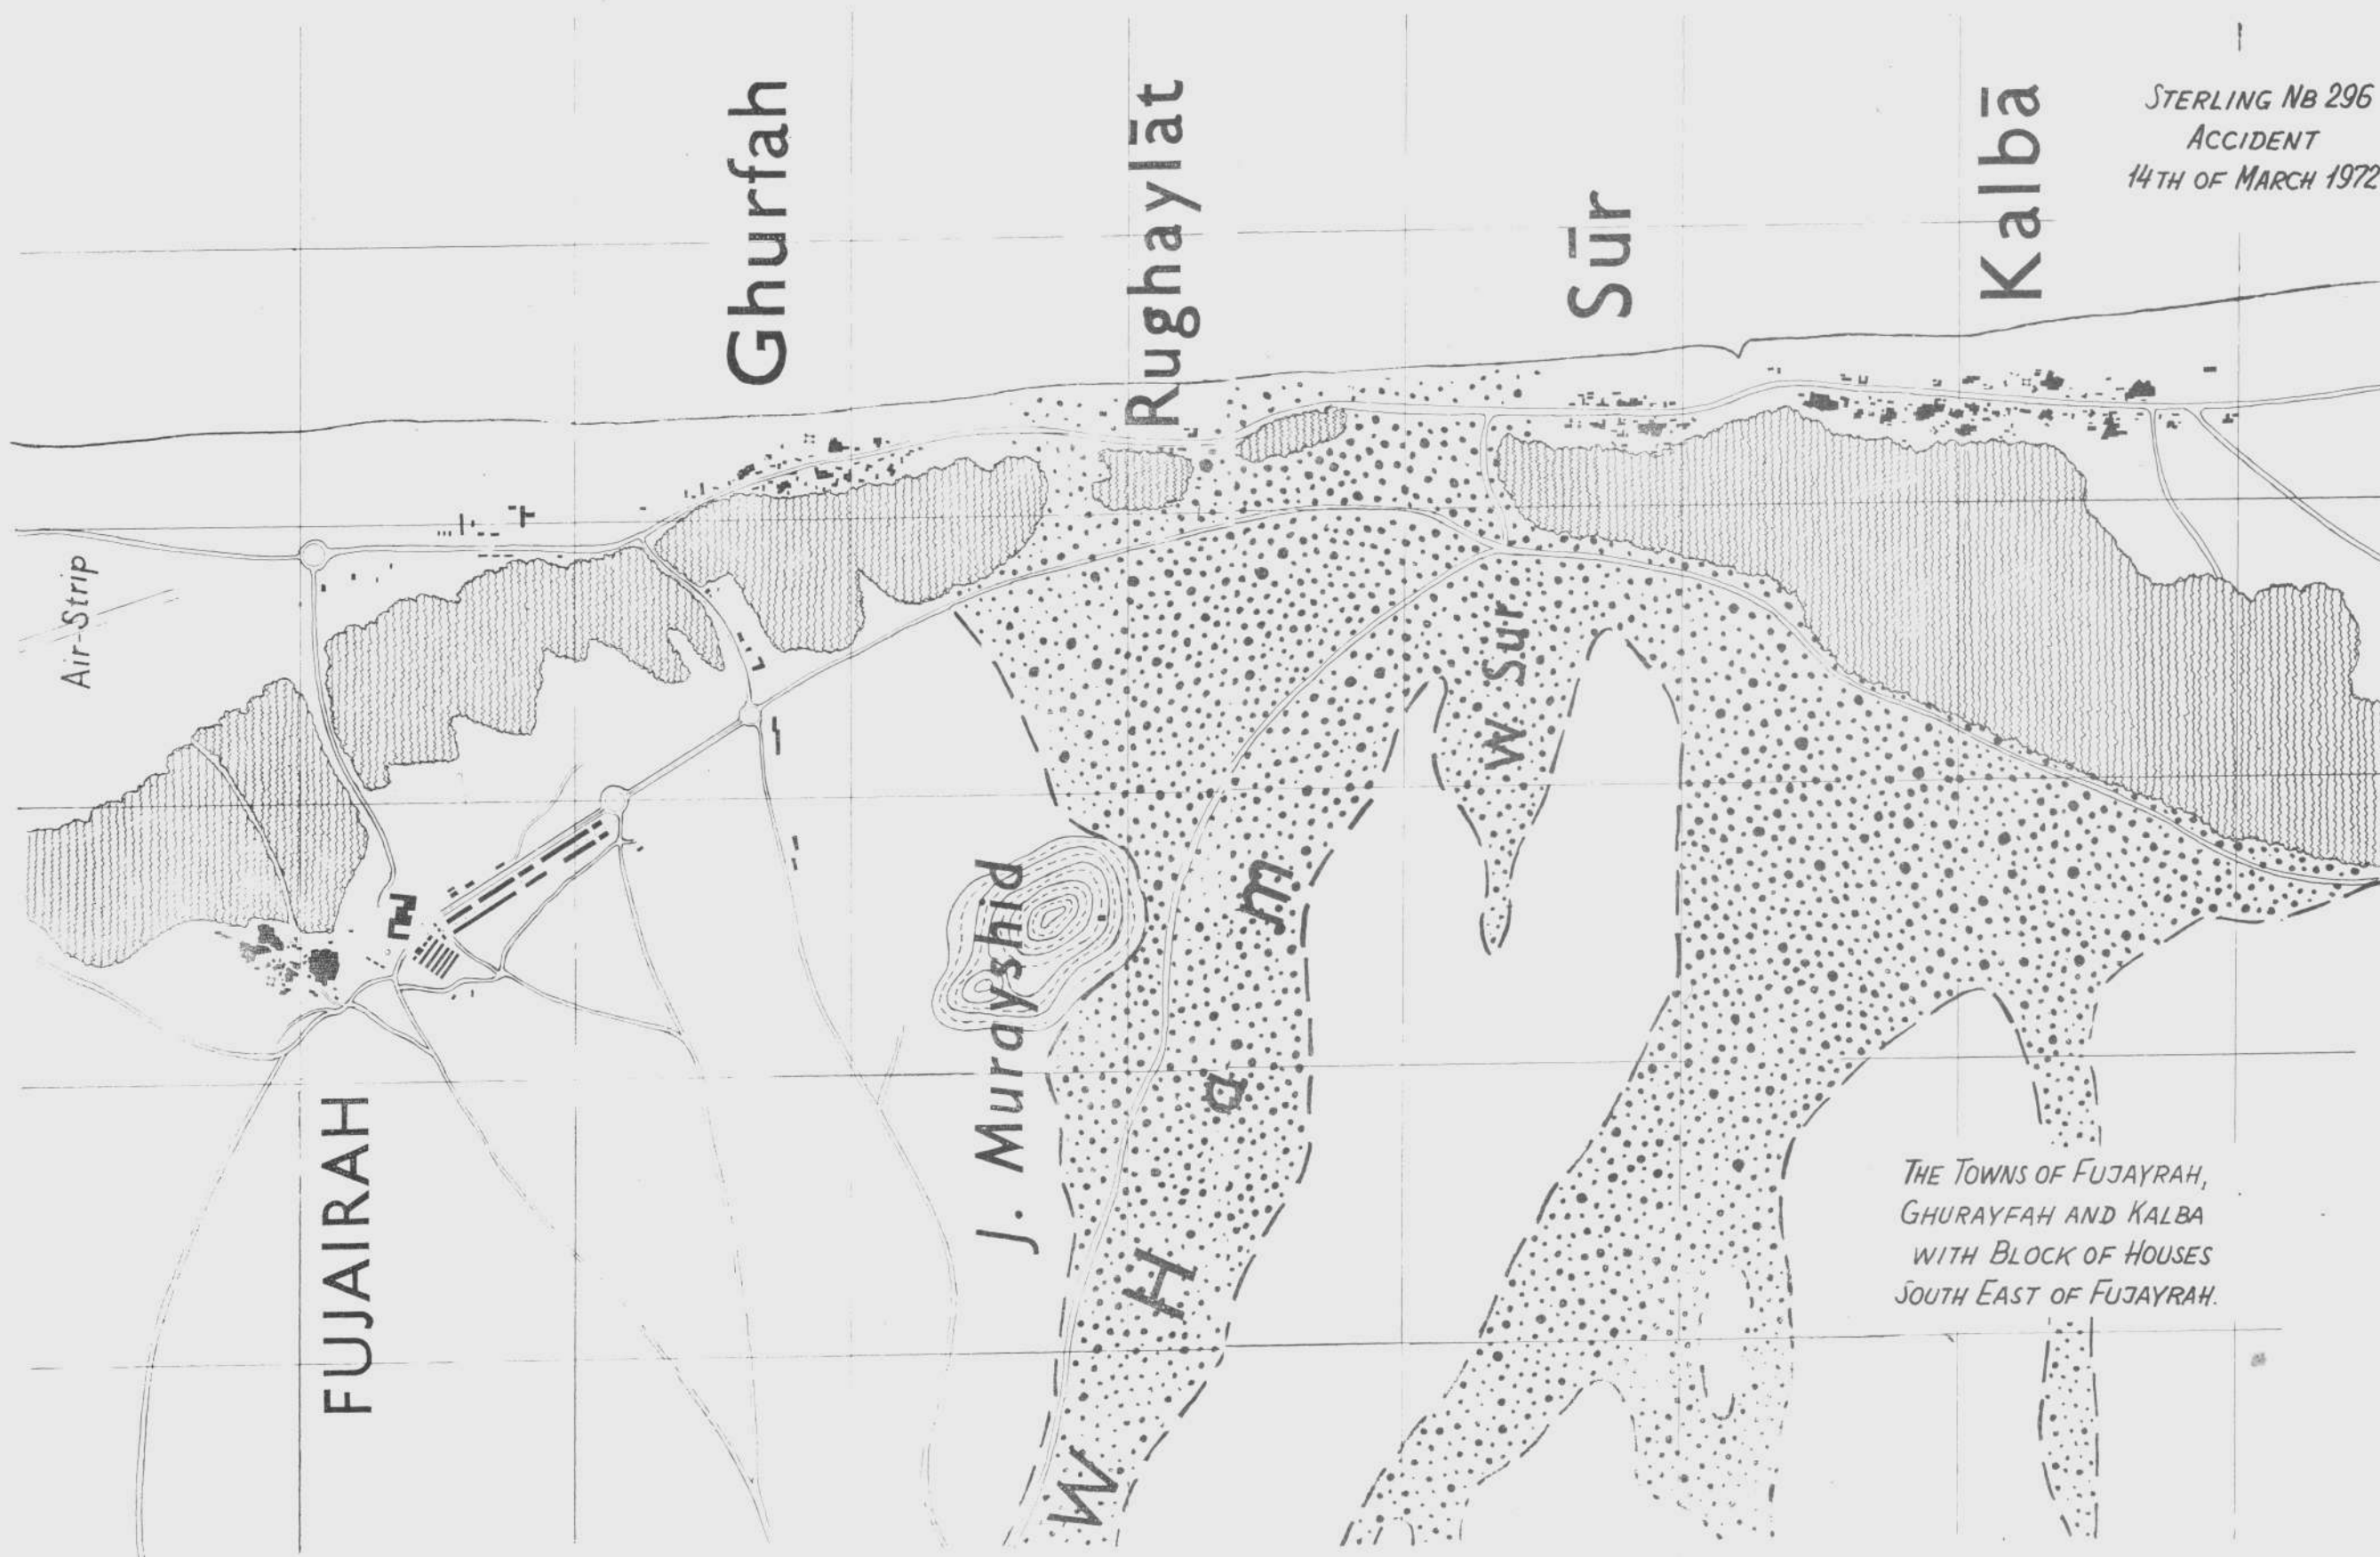 STERLING NB 296
ACCIDENT
14TH OF MARCH 1972
Ghurfah
Rughaylāt
Sūr
Kalbā
Air-Strip
W Sur
FUJAIRAH
J. Murayshid
W Ham
THE TOWNS OF FUJAYRAH,
GHURAYFAH AND KALBA
WITH BLOCK OF HOUSES
SOUTH EAST OF FUJAYRAH.